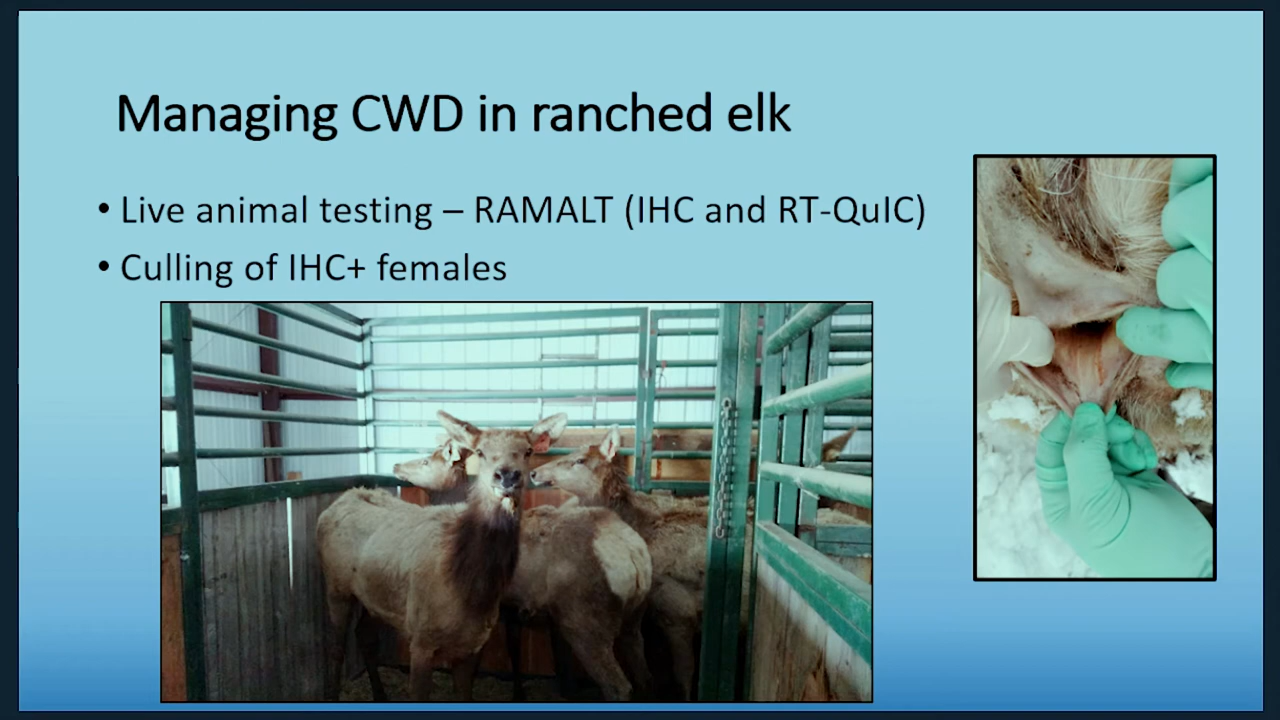 Managing CWD in ranched elk
• Live animal testing – RAMALT (IHC and RT-QuIC)
• Culling of IHC+ females